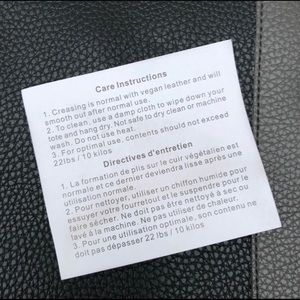 Care Instructions
1. Creasing is normal with vegan leather and will
smooth out after normal use.
2. To clean, use a damp cloth to wipe down your
tote and hang dry. Not safe to dry clean or machine
wash. Do not use heat.
3. For optimal use, contents should not exceed
22lbs / 10 kilos
Directives d'entretien
1. La formation de plis sur le cuir végétalien est
normale et ce dernier deviendra lisse après une
utilisation normale.
2. Pour nettoyer, utiliser un chiffon humide pour
essuyer votre fourretout et le suspendre pour le
faire sécher. Ne doit pas être nettoyé à sec ou
lavé à la machine. Ne pas utiliser de chaleur.
3. Pour une utilisation optimale, son contenu ne
doit pas dépasser 22 lbs / 10 kilos